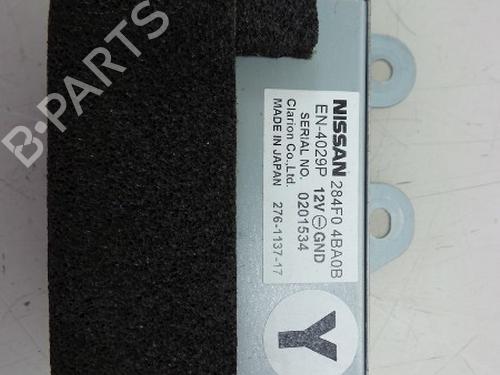 NISSAN 284F0 4BA0B
EN-4029P 12V ⊖ GND
SERIAL NO. 0201534
Clarion Co., Ltd.
MADE IN JAPAN 276-1137-17
Y
B-PARTS